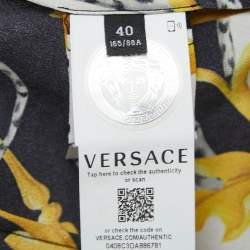 40
165/88A
VERSACE
Tap here to check the authenticity
or scan
or check the code on
VERSACE.COM/AUTHENTIC
0408C3DA886781